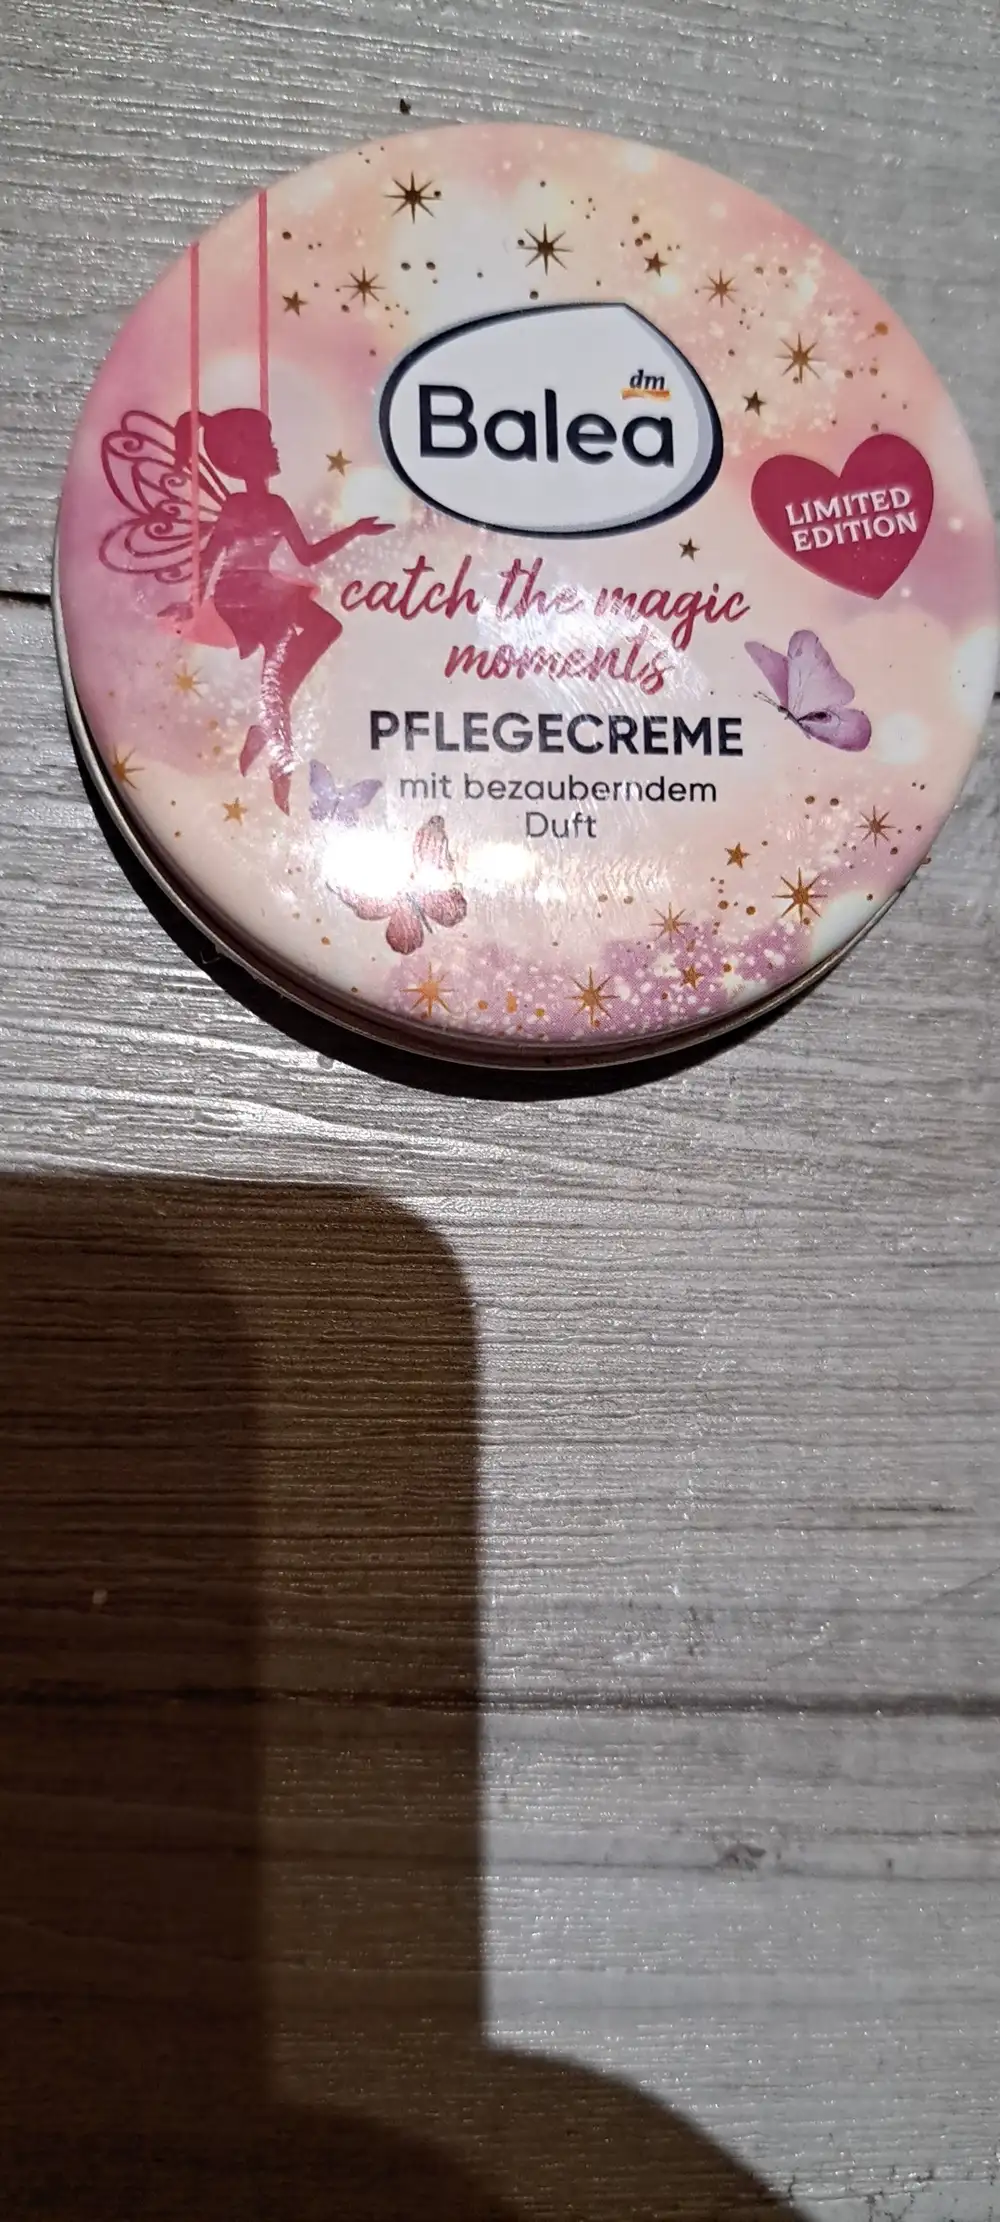 dm
Balea
LIMITED
EDITION
catch the magic
moments
PFLEGECREME
mit bezauberndem
Duft